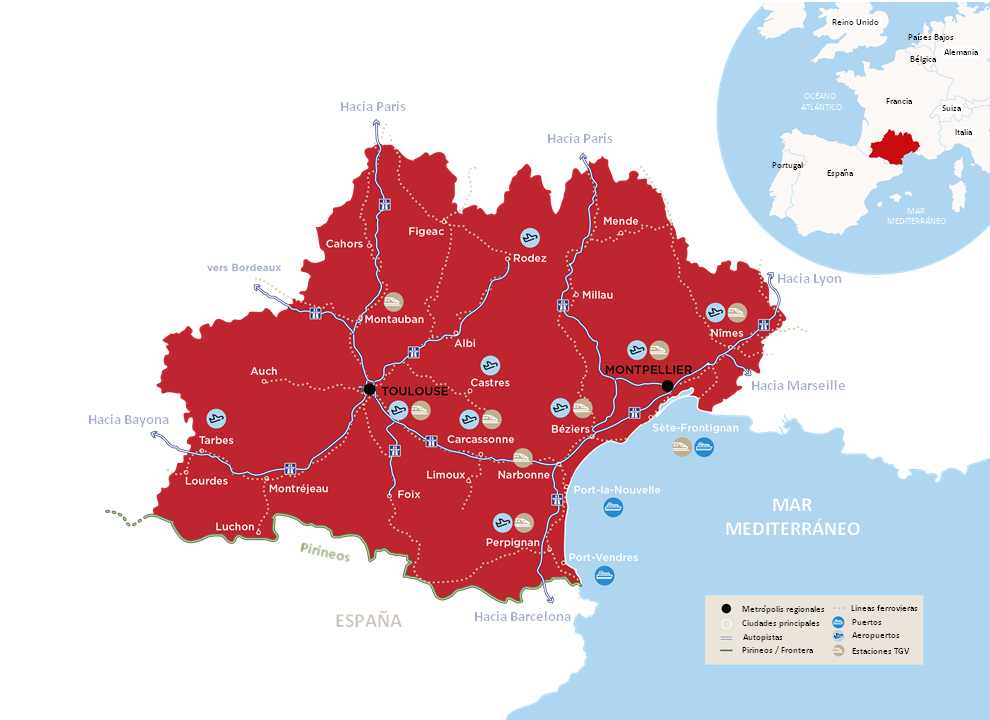 Reino Unido
Países Bajos
Alemania
Bélgica
OCÉANO
ATLÁNTICO
Francia
Suiza
Italia
Portugal
España
MAR
MEDITERRÁNEO
Hacia Paris
Hacia Paris
Mende
Figeac
Cahors
Rodez
vers Bordeaux
Hacia Lyon
Millau
Montauban
Nîmes
Albi
Auch
MONTPELLIER
Castres
TOULOUSE
Hacia Marseille
Hacia Bayona
Béziers
Sète-Frontignan
Tarbes
Carcassonne
Lourdes
Limoux
Narbonne
Montréjeau
Foix
Port-la-Nouvelle
MAR
MEDITERRÁNEO
Luchon
Perpignan
Pirineos
Port-Vendres
ESPAÑA
Hacia Barcelona
Metrópolis regionales
Ciudades principales
Autopistas
Pirineos / Frontera
Lineas ferrovieras
Puertos
Aeropuertos
Estaciones TGV